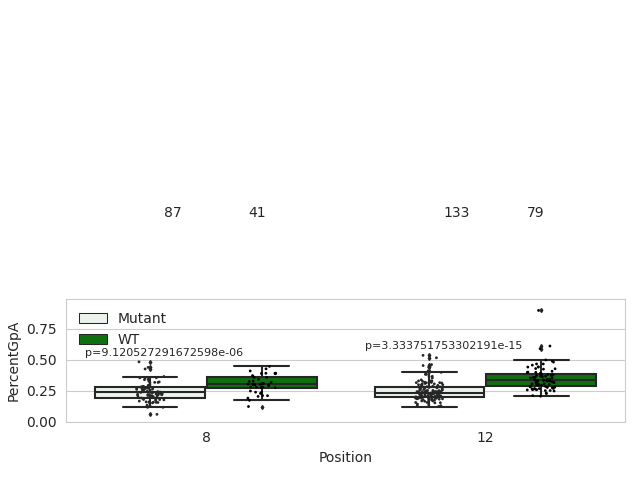 87 41 133 79
Mutant
WT
p=9.120527291672598e-06
p=3.333751753302191e-15
PercentGpA
0.75
0.50
0.25
0.00
8 12
Position